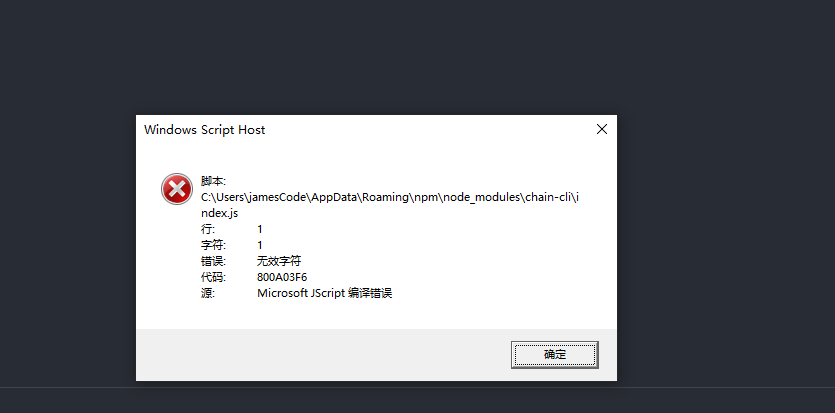 Windows Script Host
脚本:
C:\Users\jamesCode\AppData\Roaming\npm\node_modules\chain-cli\i
ndex.js
行: 1
字符: 1
错误: 无效字符
代码: 800A03F6
源: Microsoft JScript 编译错误
确定